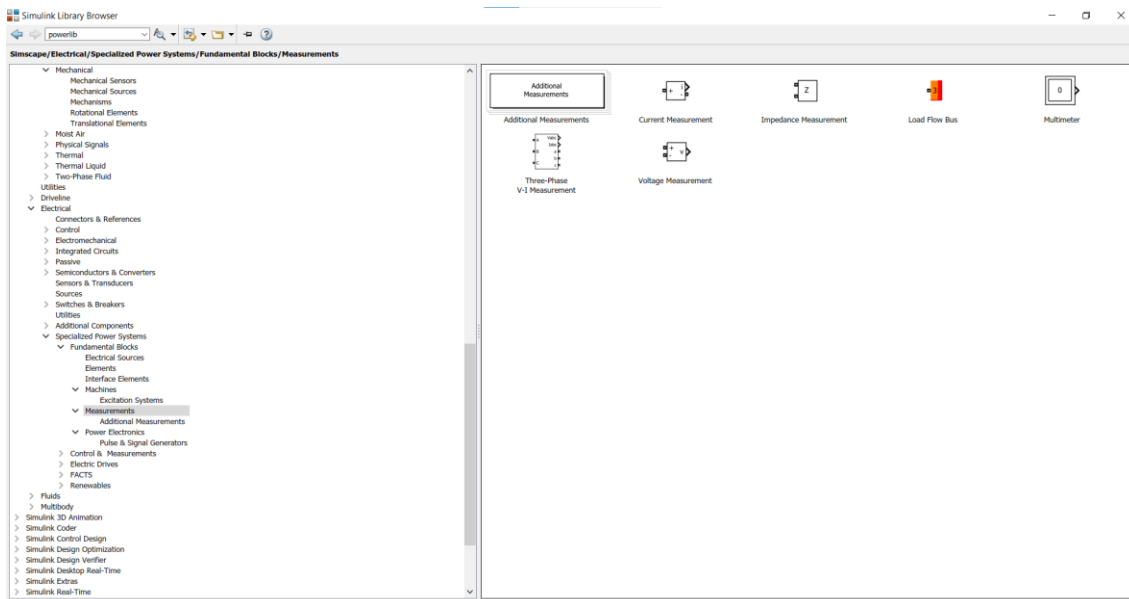 Simulink Library Browser
powerlib
Simscape/Electrical/Specialized Power Systems/Fundamental Blocks/Measurements
Mechanical
Mechanical Sensors
Mechanical Sources
Mechanisms
Rotational Elements
Translational Elements
Moist Air
Physical Signals
Thermal
Thermal Liquid
Two-Phase Fluid
Utilities
Driveline
Electrical
Connectors & References
Control
Electromechanical
Integrated Circuits
Passive
Semiconductors & Converters
Sensors & Transducers
Sources
Switches & Breakers
Utilities
Additional Components
Specialized Power Systems
Fundamental Blocks
Electrical Sources
Elements
Interface Elements
Machines
Excitation Systems
Measurements
Additional Measurements
Power Electronics
Pulse & Signal Generators
Control & Measurements
Electric Drives
FACTS
Renewables
Fluids
Multibody
Simulink 3D Animation
Simulink Coder
Simulink Control Design
Simulink Design Optimization
Simulink Design Verifier
Simulink Desktop Real-Time
Simulink Extras
Simulink Real-Time
Additional
Measurements
Additional Measurements
+ i -
Current Measurement
Z
Impedance Measurement
3
Load Flow Bus
0
Multimeter
A Vabc
Iabc
B a
b
C c
Three-Phase
V-I Measurement
+ v -
Voltage Measurement